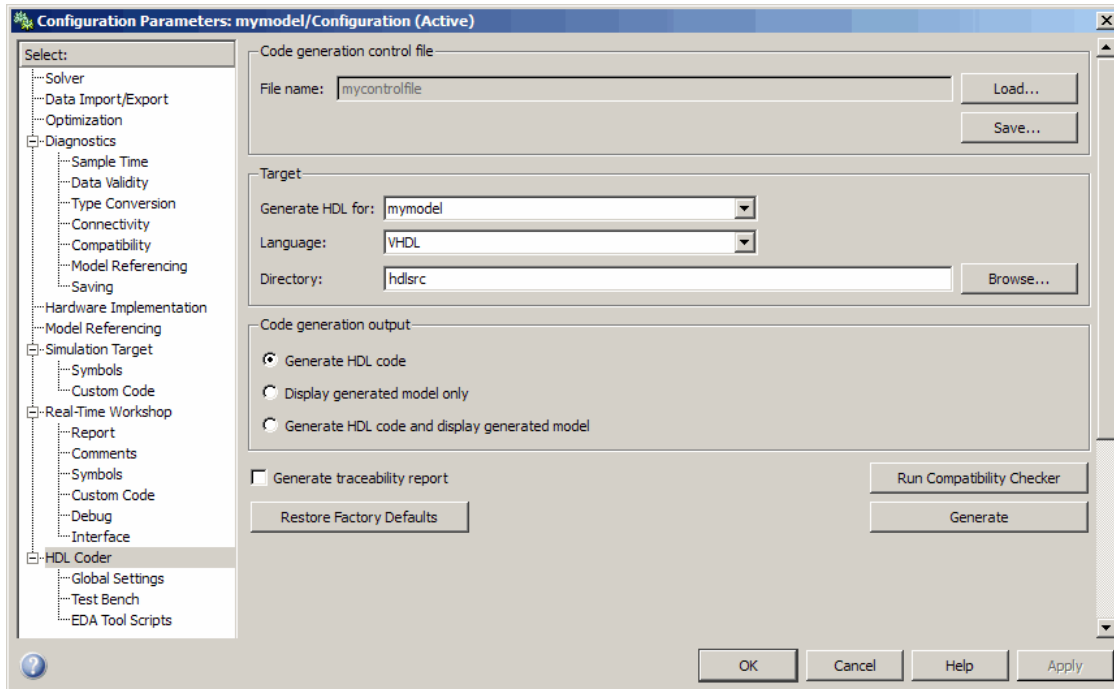 Configuration Parameters: mymodel/Configuration (Active)
Select:
Solver
Data Import/Export
Optimization
Diagnostics
Sample Time
Data Validity
Type Conversion
Connectivity
Compatibility
Model Referencing
Saving
Hardware Implementation
Model Referencing
Simulation Target
Symbols
Custom Code
Real-Time Workshop
Report
Comments
Symbols
Custom Code
Debug
Interface
HDL Coder
Global Settings
Test Bench
EDA Tool Scripts
Code generation control file
File name: mycontrolfile Load...
Save...
Target
Generate HDL for: mymodel
Language: VHDL
Directory: hdlsrc Browse...
Code generation output
Generate HDL code
Display generated model only
Generate HDL code and display generated model
Generate traceability report Run Compatibility Checker
Restore Factory Defaults Generate
OK Cancel Help Apply